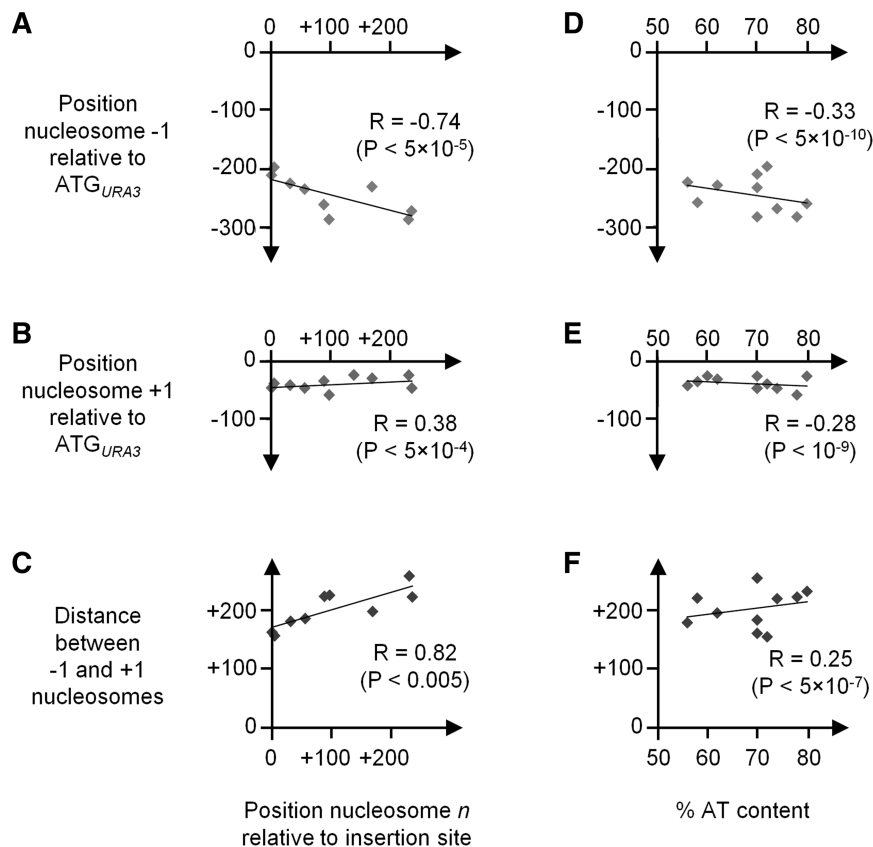 A
0 +100 +200
0
-100
-200
-300
Position
nucleosome -1
relative to
ATGURA3
R = -0.74
(P < 5×10-5)
D
50 60 70 80
0
-100
-200
-300
R = -0.33
(P < 5×10-10)
B
0 +100 +200
0
-100
Position
nucleosome +1
relative to
ATGURA3
R = 0.38
(P < 5×10-4)
E
50 60 70 80
0
-100
R = -0.28
(P < 10-9)
C
+200
+100
0
Distance
between
-1 and +1
nucleosomes
R = 0.82
(P < 0.005)
0 +100 +200
Position nucleosome n
relative to insertion site
F
+200
+100
0
R = 0.25
(P < 5×10-7)
50 60 70 80
% AT content